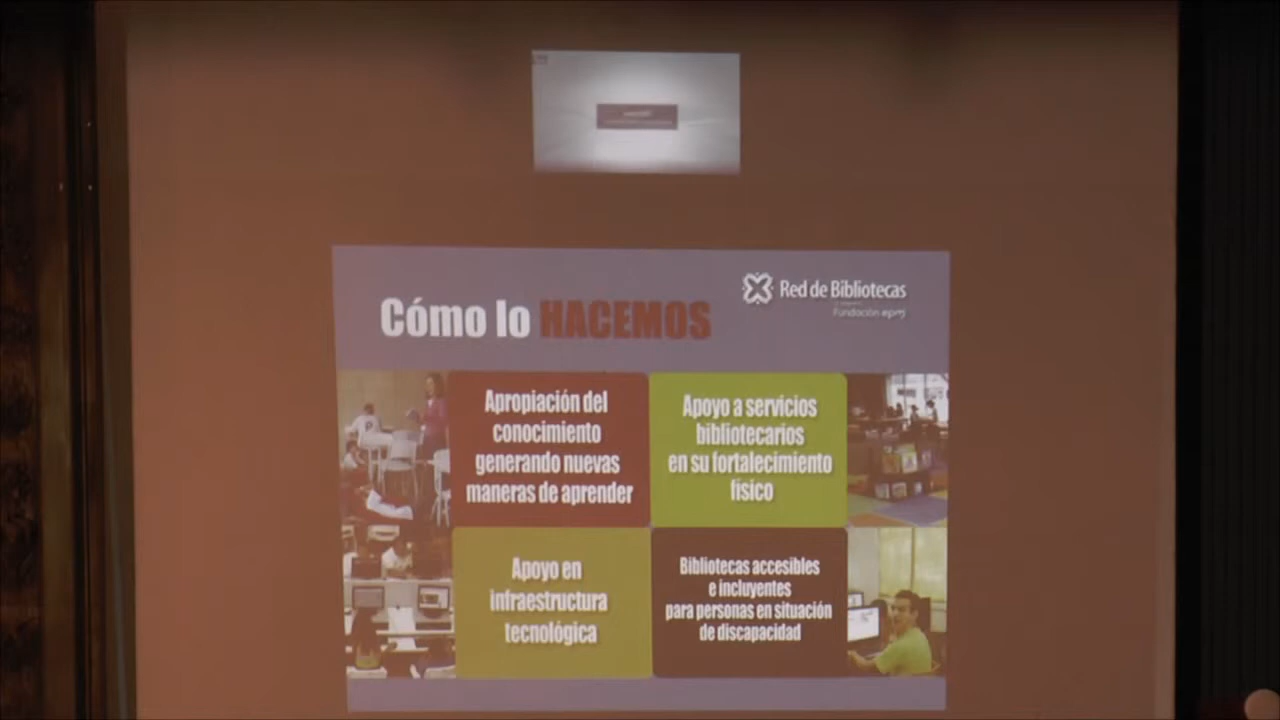 Cómo lo HACEMOS
Red de Bibliotecas
Fundación epm
Apropiación del
conocimiento
generando nuevas
maneras de aprender
Apoyo a servicios
bibliotecarios
en su fortalecimiento
físico
Apoyo en
infraestructura
tecnológica
Bibliotecas accesibles
e incluyentes
para personas en situación
de discapacidad